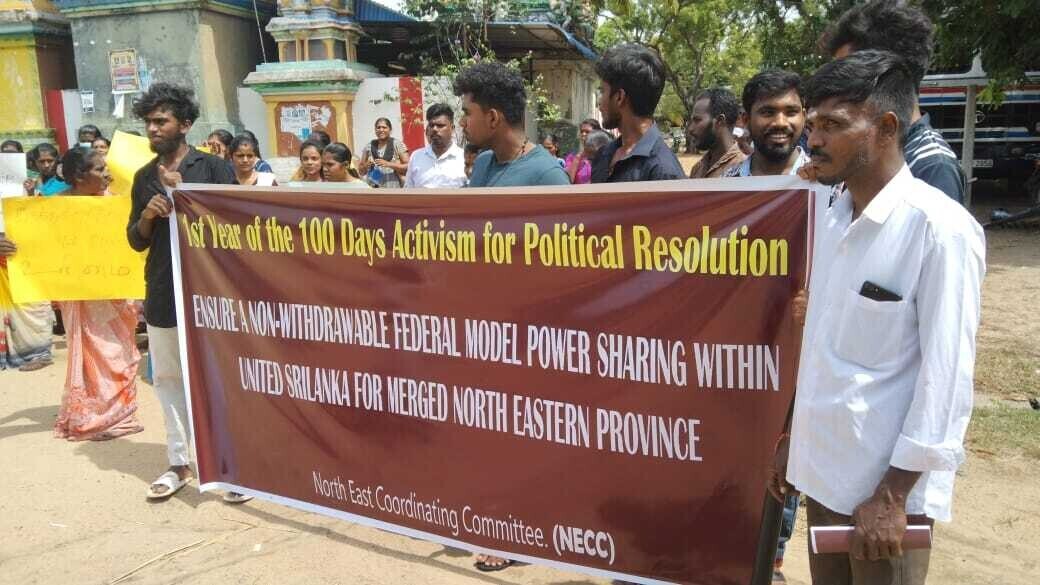 1st Year of the 100 Days Activism for Political Resolution
ENSURE A NON-WITHDRAWABLE FEDERAL MODEL POWER SHARING WITHIN
UNITED SRILANKA FOR MERGED NORTH EASTERN PROVINCE
North East Coordinating Committee. (NECC)